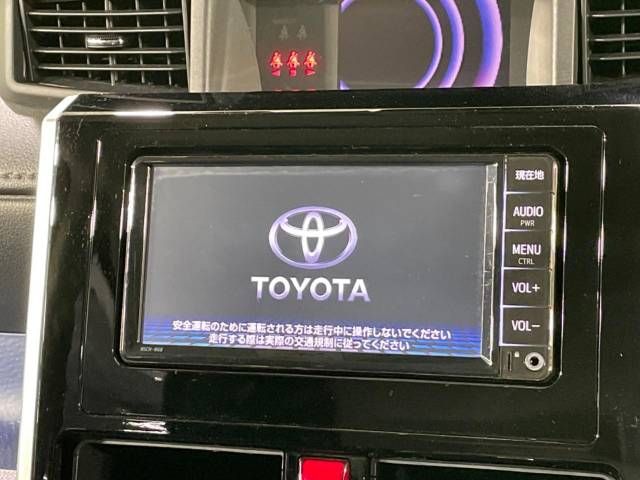 現在地
AUDIO
PWR
MENU
CTRL
VOL+
VOL-
TOYOTA
安全運転のために運転される方は走行中に操作しないでください
走行する際は実際の交通規制に従ってください
NSCN-W68